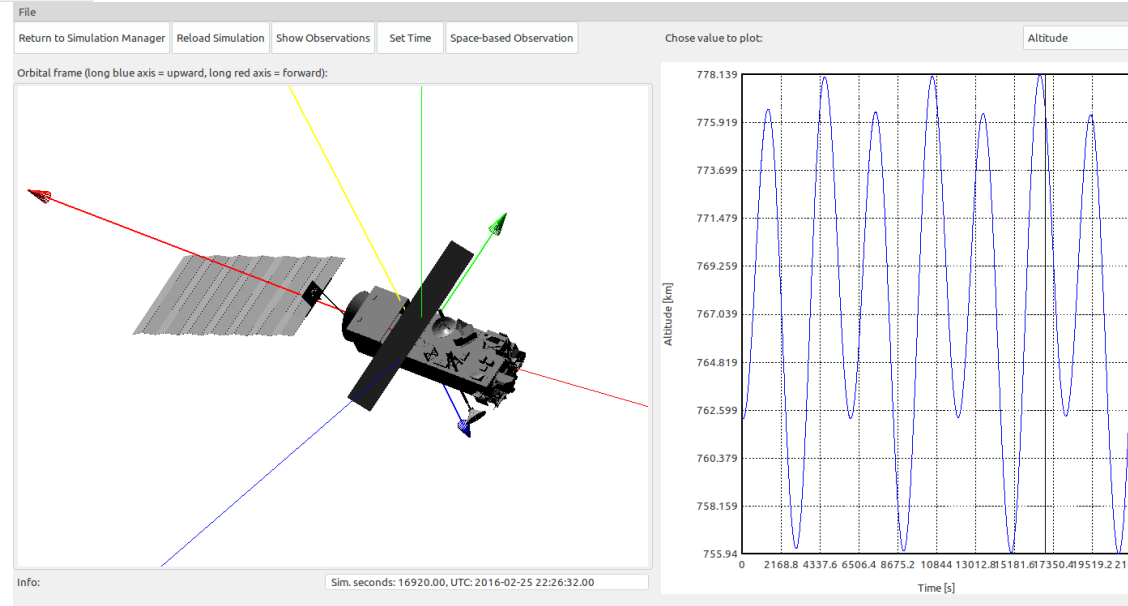 File
Return to Simulation Manager Reload Simulation Show Observations Set Time Space-based Observation
Chose value to plot: Altitude
Orbital frame (long blue axis = upward, long red axis = forward):
778.139
775.919
773.699
771.479
769.259
767.039
764.819
762.599
760.379
758.159
755.94
Altitude [km]
0 2168.8 4337.6 6506.4 8675.2 10844 13012.8 15181.6 17350.4 19519.2 21
Time [s]
Info: Sim. seconds: 16920.00, UTC: 2016-02-25 22:26:32.00